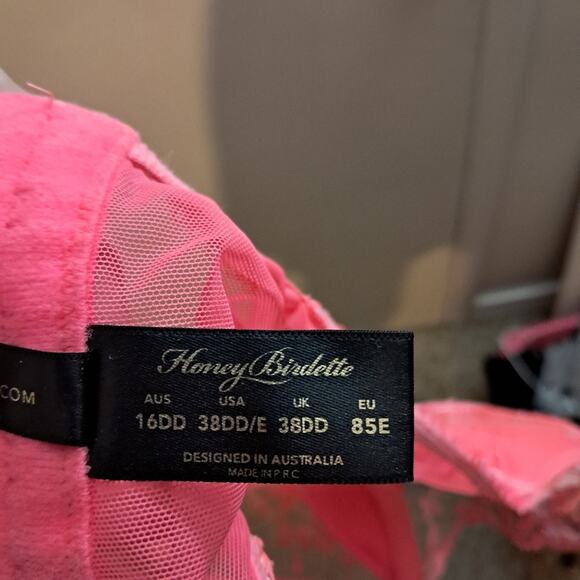 .COM
Honey Birdette
AUS USA UK EU
16DD 38DD/E 38DD 85E
DESIGNED IN AUSTRALIA
MADE IN P.R.C